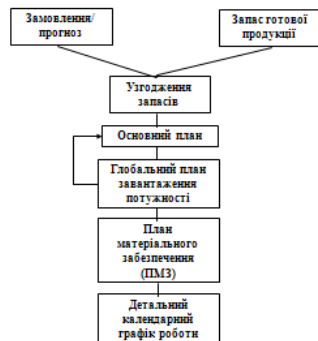 Замовлення/
прогноз
Запас готової
продукції
Узгодження
запасів
Основний план
Глобальний план
завантаження
потужності
План
матеріального
забезпечення
(ПМЗ)
Детальний
календарний
графік роботи